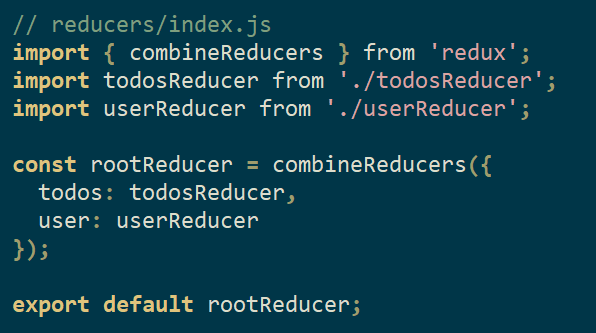 // reducers/index.js
import { combineReducers } from 'redux';
import todosReducer from './todosReducer';
import userReducer from './userReducer';

const rootReducer = combineReducers({
  todos: todosReducer,
  user: userReducer
});

export default rootReducer;